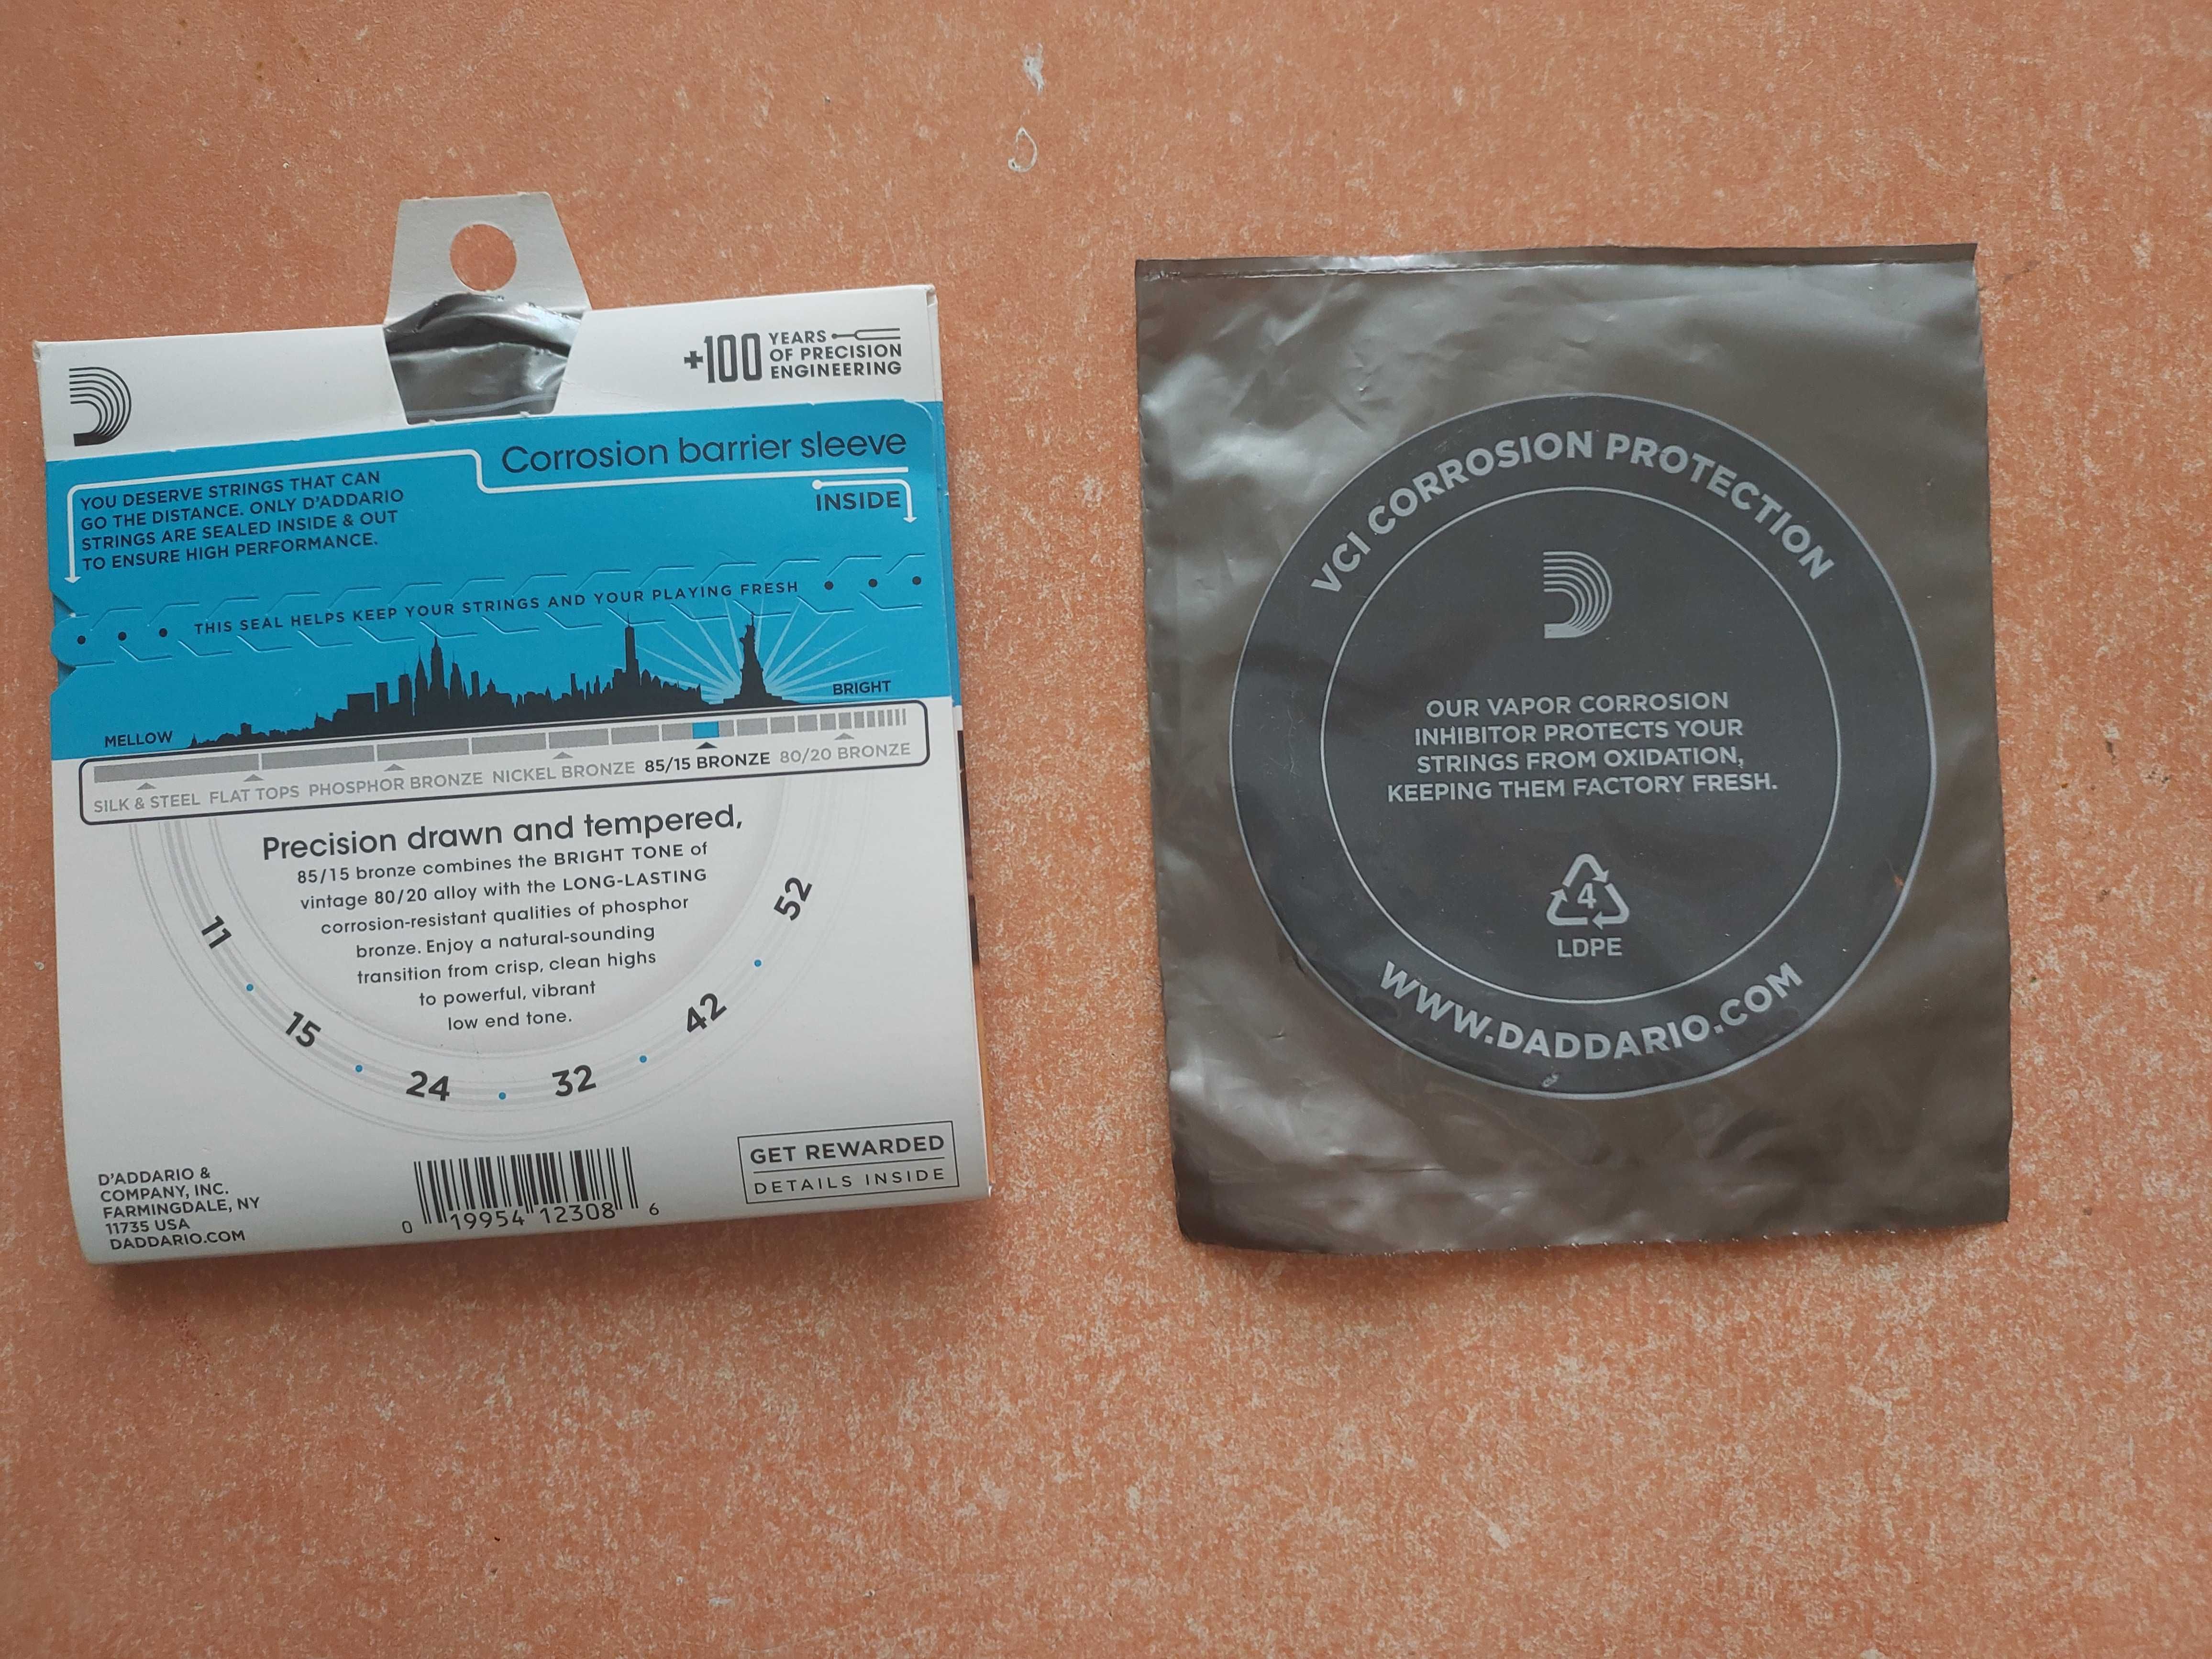 +100 YEARS
OF PRECISION
ENGINEERING
Corrosion barrier sleeve
INSIDE
YOU DESERVE STRINGS THAT CAN
GO THE DISTANCE. ONLY D'ADDARIO
STRINGS ARE SEALED INSIDE & OUT
TO ENSURE HIGH PERFORMANCE.
THIS SEAL HELPS KEEP YOUR STRINGS AND YOUR PLAYING FRESH
MELLOW
BRIGHT
SILK & STEEL FLAT TOPS PHOSPHOR BRONZE NICKEL BRONZE 85/15 BRONZE 80/20 BRONZE
Precision drawn and tempered,
85/15 bronze combines the BRIGHT TONE of
vintage 80/20 alloy with the LONG-LASTING
corrosion-resistant qualities of phosphor
bronze. Enjoy a natural-sounding
transition from crisp, clean highs
to powerful, vibrant
low end tone.
11 • 15 • 24 • 32 • 42 • 52
D'ADDARIO &
COMPANY, INC.
FARMINGDALE, NY
11735 USA
DADDARIO.COM
0 19954 12308 6
GET REWARDED
DETAILS INSIDE
VCI CORROSION PROTECTION
OUR VAPOR CORROSION
INHIBITOR PROTECTS YOUR
STRINGS FROM OXIDATION,
KEEPING THEM FACTORY FRESH.
4
LDPE
WWW.DADDARIO.COM